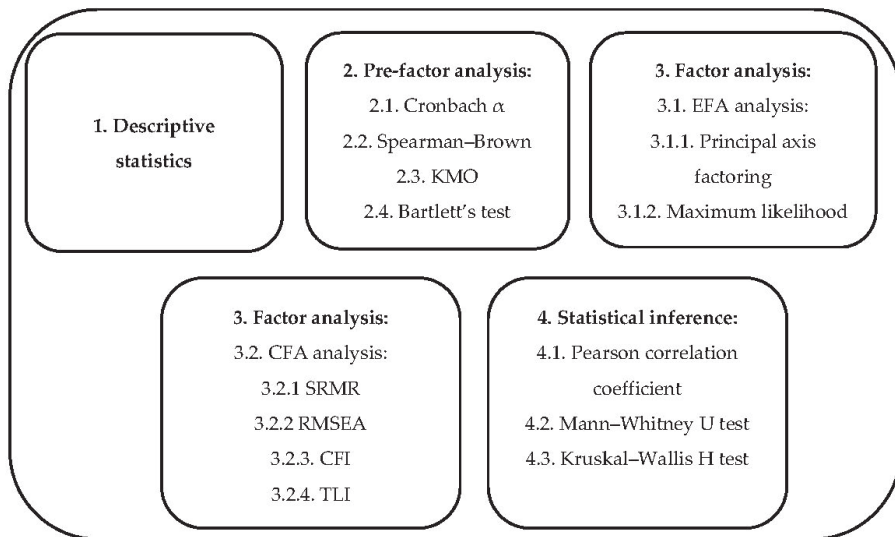 1. Descriptive
statistics
2. Pre-factor analysis:
2.1. Cronbach α
2.2. Spearman–Brown
2.3. KMO
2.4. Bartlett's test
3. Factor analysis:
3.1. EFA analysis:
3.1.1. Principal axis
factoring
3.1.2. Maximum likelihood
3. Factor analysis:
3.2. CFA analysis:
3.2.1 SRMR
3.2.2 RMSEA
3.2.3. CFI
3.2.4. TLI
4. Statistical inference:
4.1. Pearson correlation
coefficient
4.2. Mann–Whitney U test
4.3. Kruskal–Wallis H test